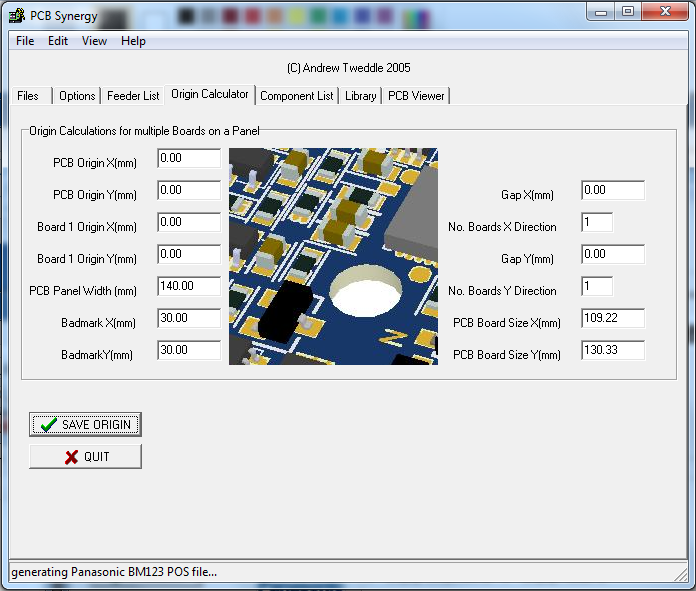 PCB Synergy
File Edit View Help
(C) Andrew Tweddle 2005
Files Options Feeder List Origin Calculator Component List Library PCB Viewer
Origin Calculations for multiple Boards on a Panel
PCB Origin X(mm) 0.00
PCB Origin Y(mm) 0.00 Gap X(mm) 0.00
Board 1 Origin X(mm) 0.00 No. Boards X Direction 1
Board 1 Origin Y(mm) 0.00 Gap Y(mm) 0.00
PCB Panel Width (mm) 140.00 No. Boards Y Direction 1
Badmark X(mm) 30.00 PCB Board Size X(mm) 109.22
BadmarkY(mm) 30.00 PCB Board Size Y(mm) 130.33
SAVE ORIGIN
QUIT
generating Panasonic BM123 POS file...